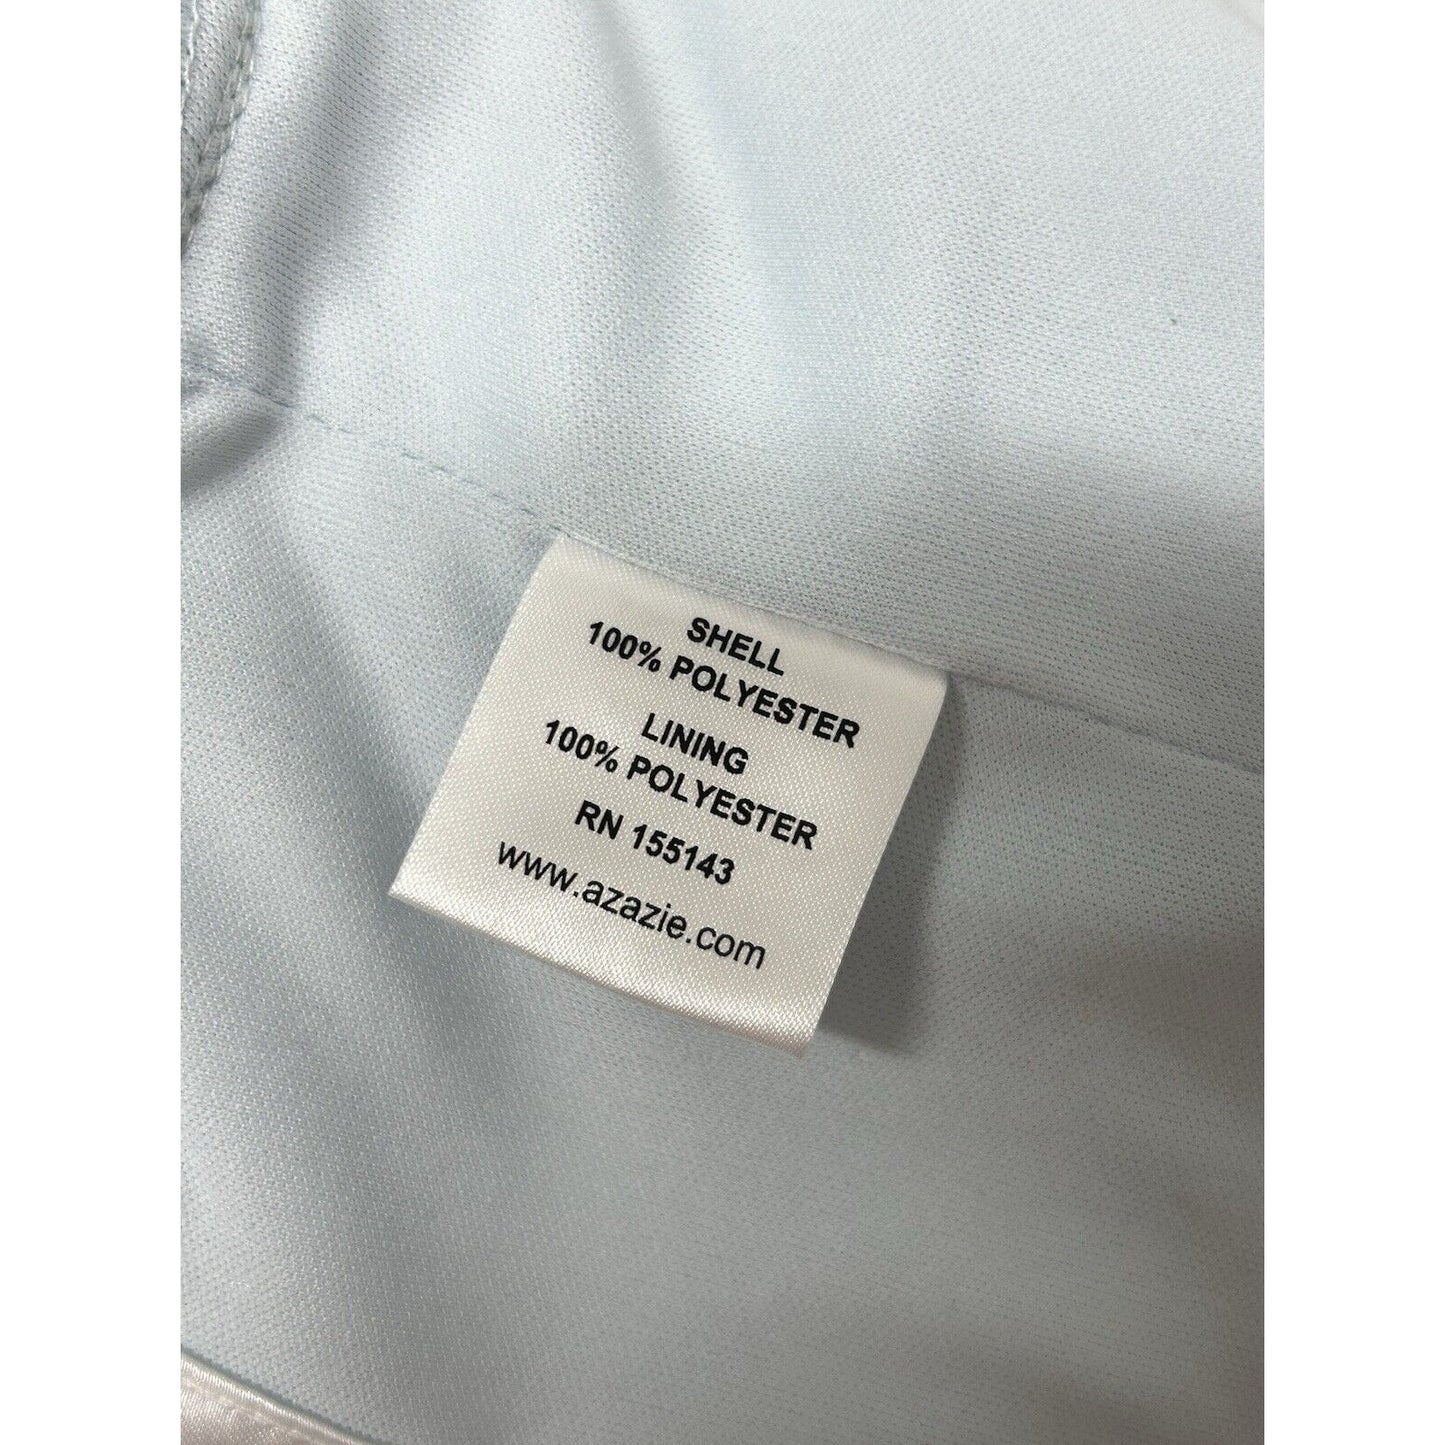 SHELL
100% POLYESTER
LINING
100% POLYESTER
RN 155143
www.azazie.com